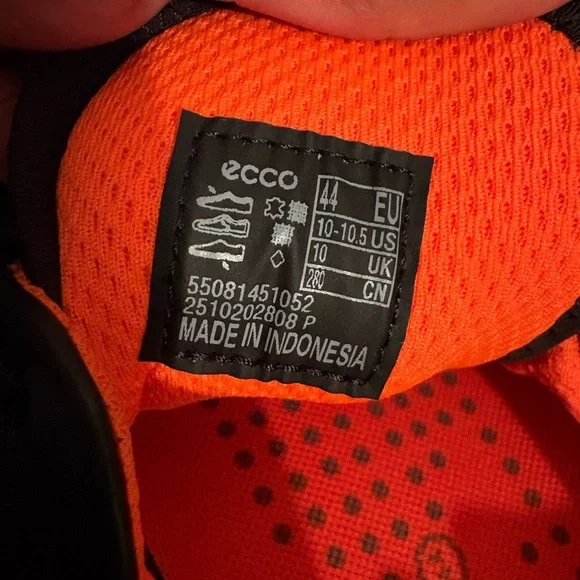 ecco
44 EU
10-10.5 US
10 UK
280 CN
55081451052
2510202808 P
MADE IN INDONESIA